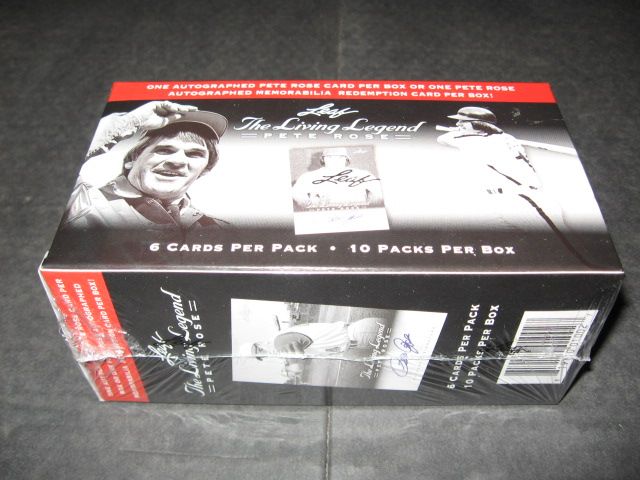 ONE AUTOGRAPHED PETE ROSE CARD PER BOX OR ONE PETE ROSE
AUTOGRAPHED MEMORABILIA REDEMPTION CARD PER BOX!
Leaf
The Living Legend
PETE ROSE
Leaf
6 CARDS PER PACK • 10 PACKS PER BOX
Leaf
The Living Legend
PETE ROSE
6 CARDS PER PACK
10 PACKS PER BOX